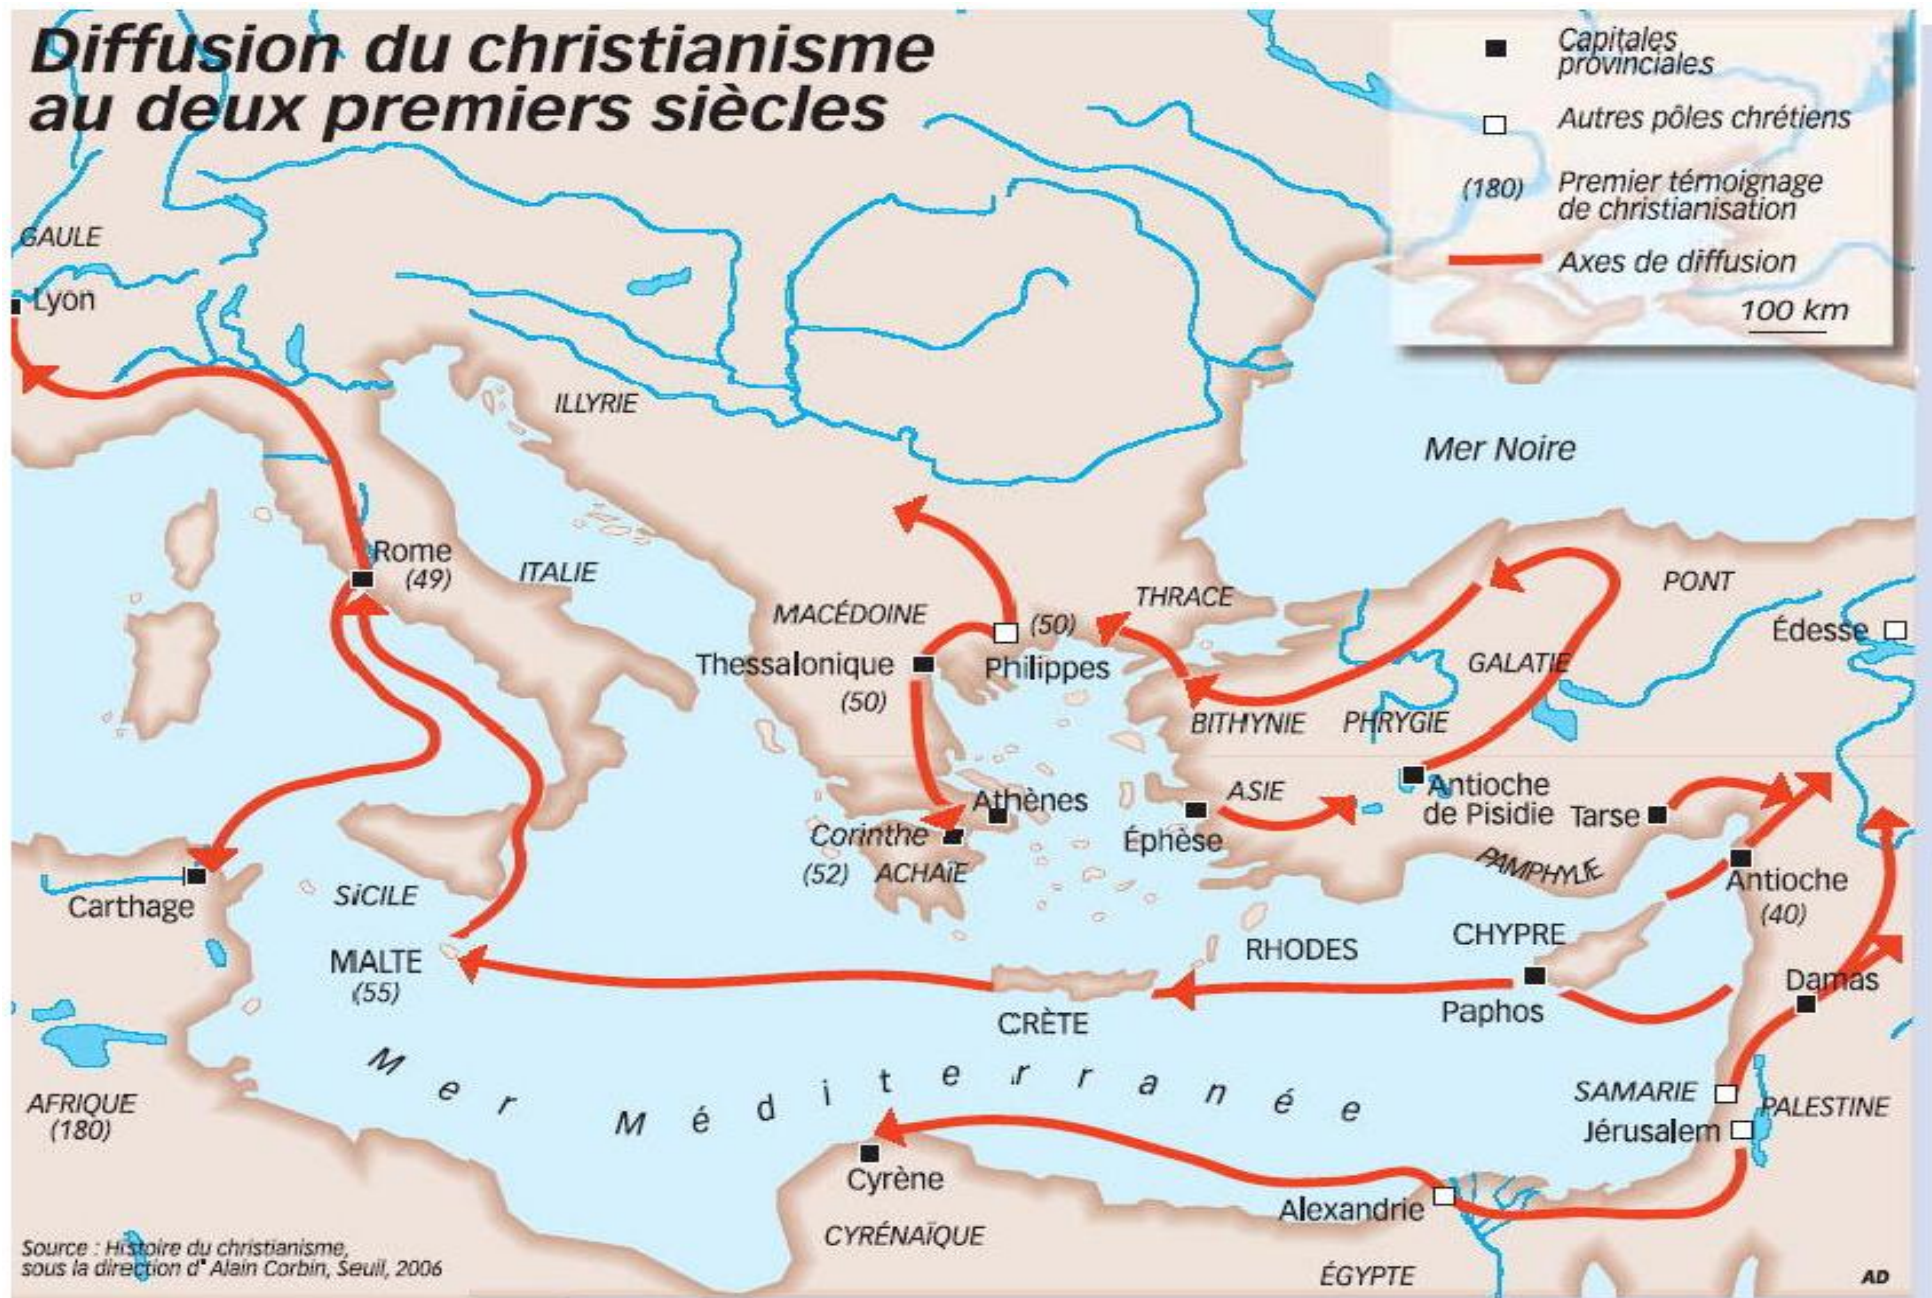 Diffusion du christianisme
au deux premiers siècles
Capitales
provinciales
Autres pôles chrétiens
(180) Premier témoignage
de christianisation
Axes de diffusion
100 km
GAULE
Lyon
ILLYRIE
Mer Noire
Rome
(49)
ITALIE
MACÉDOINE
(50)
THRACE
PONT
Édesse
Thessalonique
(50)
Philippes
GALATIE
BITHYNIE
PHRYGIE
ASIE
Antioche
de Pisidie
Tarse
Athènes
Corinthe
(52)
ACHAÏE
Éphèse
PAMPHYLIE
Antioche
(40)
Carthage
SICILE
MALTE
(55)
RHODES
CHYPRE
Paphos
Damas
CRÈTE
Mer Méditerranée
AFRIQUE
(180)
SAMARIE
PALESTINE
Jérusalem
Cyrène
CYRÉNAÏQUE
Alexandrie
ÉGYPTE
Source : Histoire du christianisme,
sous la direction d' Alain Corbin, Seuil, 2006
AD